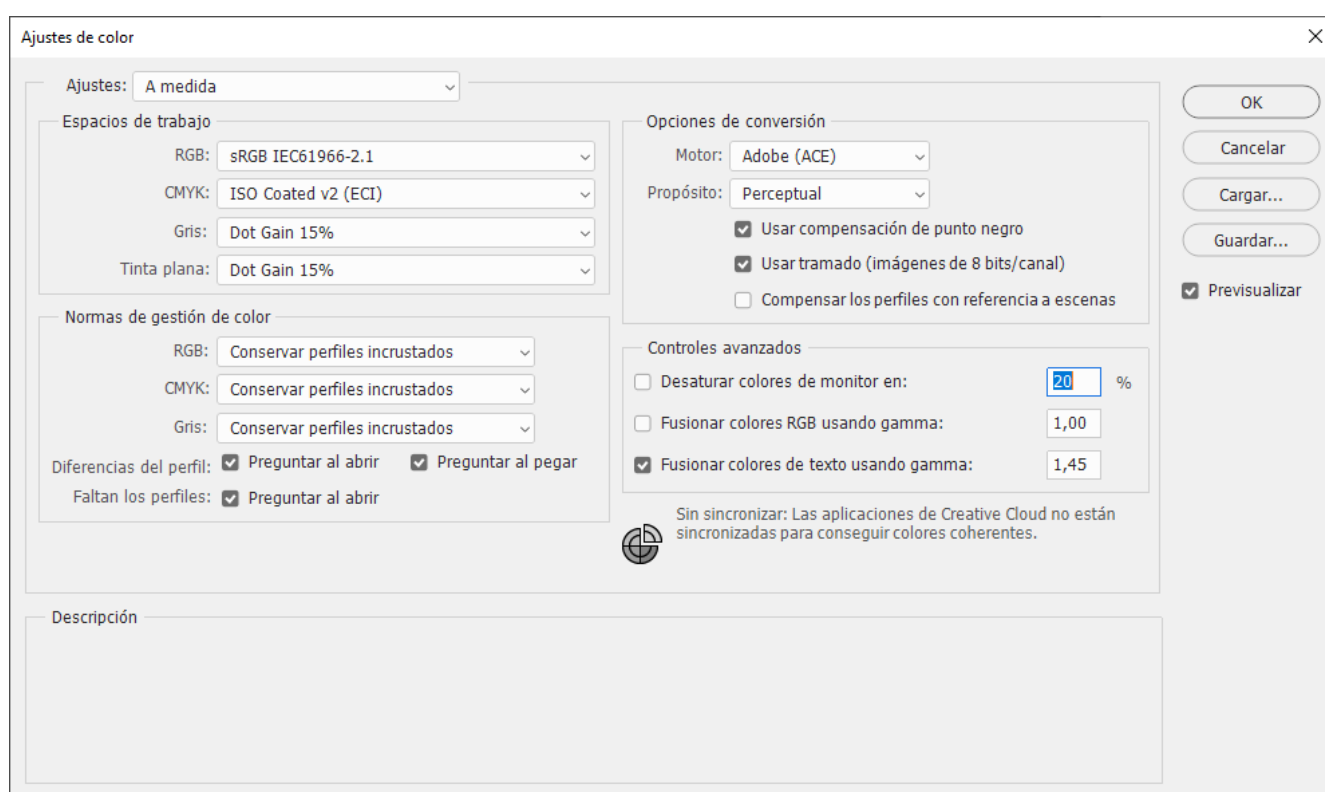 Ajustes de color
Ajustes: A medida
Espacios de trabajo
RGB: sRGB IEC61966-2.1
CMYK: ISO Coated v2 (ECI)
Gris: Dot Gain 15%
Tinta plana: Dot Gain 15%
Normas de gestión de color
RGB: Conservar perfiles incrustados
CMYK: Conservar perfiles incrustados
Gris: Conservar perfiles incrustados
Diferencias del perfil: Preguntar al abrir Preguntar al pegar
Faltan los perfiles: Preguntar al abrir
Opciones de conversión
Motor: Adobe (ACE)
Propósito: Perceptual
Usar compensación de punto negro
Usar tramado (imágenes de 8 bits/canal)
Compensar los perfiles con referencia a escenas
Controles avanzados
Desaturar colores de monitor en: 20 %
Fusionar colores RGB usando gamma: 1,00
Fusionar colores de texto usando gamma: 1,45
Sin sincronizar: Las aplicaciones de Creative Cloud no están
sincronizadas para conseguir colores coherentes.
OK
Cancelar
Cargar...
Guardar...
Previsualizar
Descripción